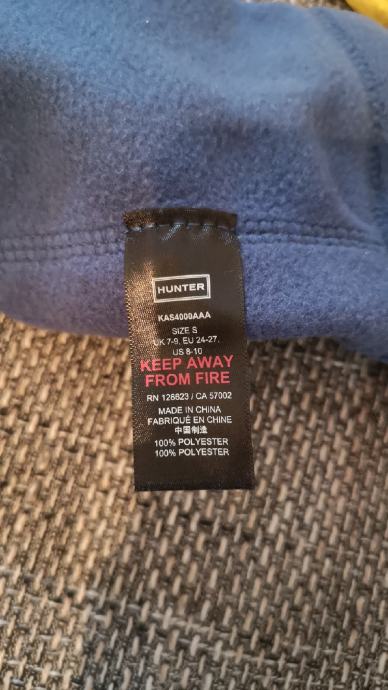 HUNTER
KAS4000AAA
SIZE S
UK 7-9, EU 24-27,
US 8-10
KEEP AWAY
FROM FIRE
RN 126623 / CA 57002
MADE IN CHINA
FABRIQUÉ EN CHINE
中国制造
100% POLYESTER
100% POLYESTER